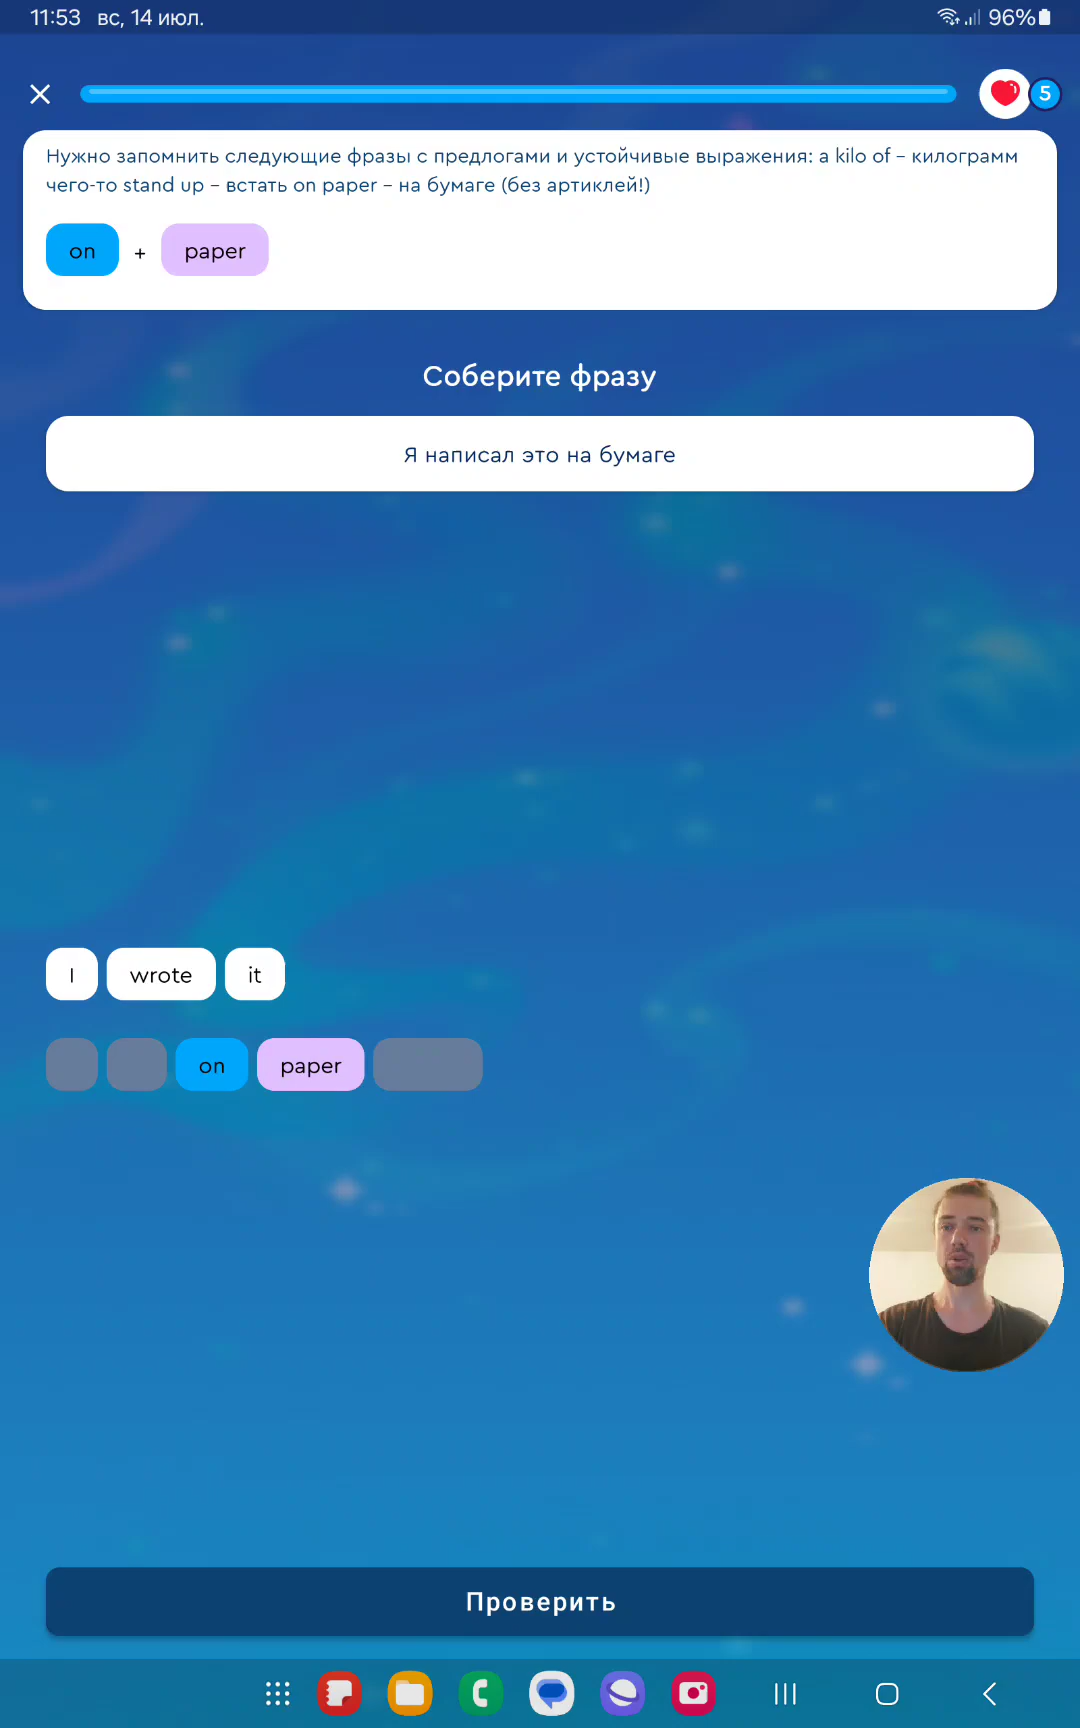 11:53 вс, 14 июл. 96%
5
Нужно запомнить следующие фразы с предлогами и устойчивые выражения: a kilo of – килограмм
чего-то stand up – встать on paper – на бумаге (без артиклей!)
on + paper
Соберите фразу
Я написал это на бумаге
I wrote it
on paper
Проверить